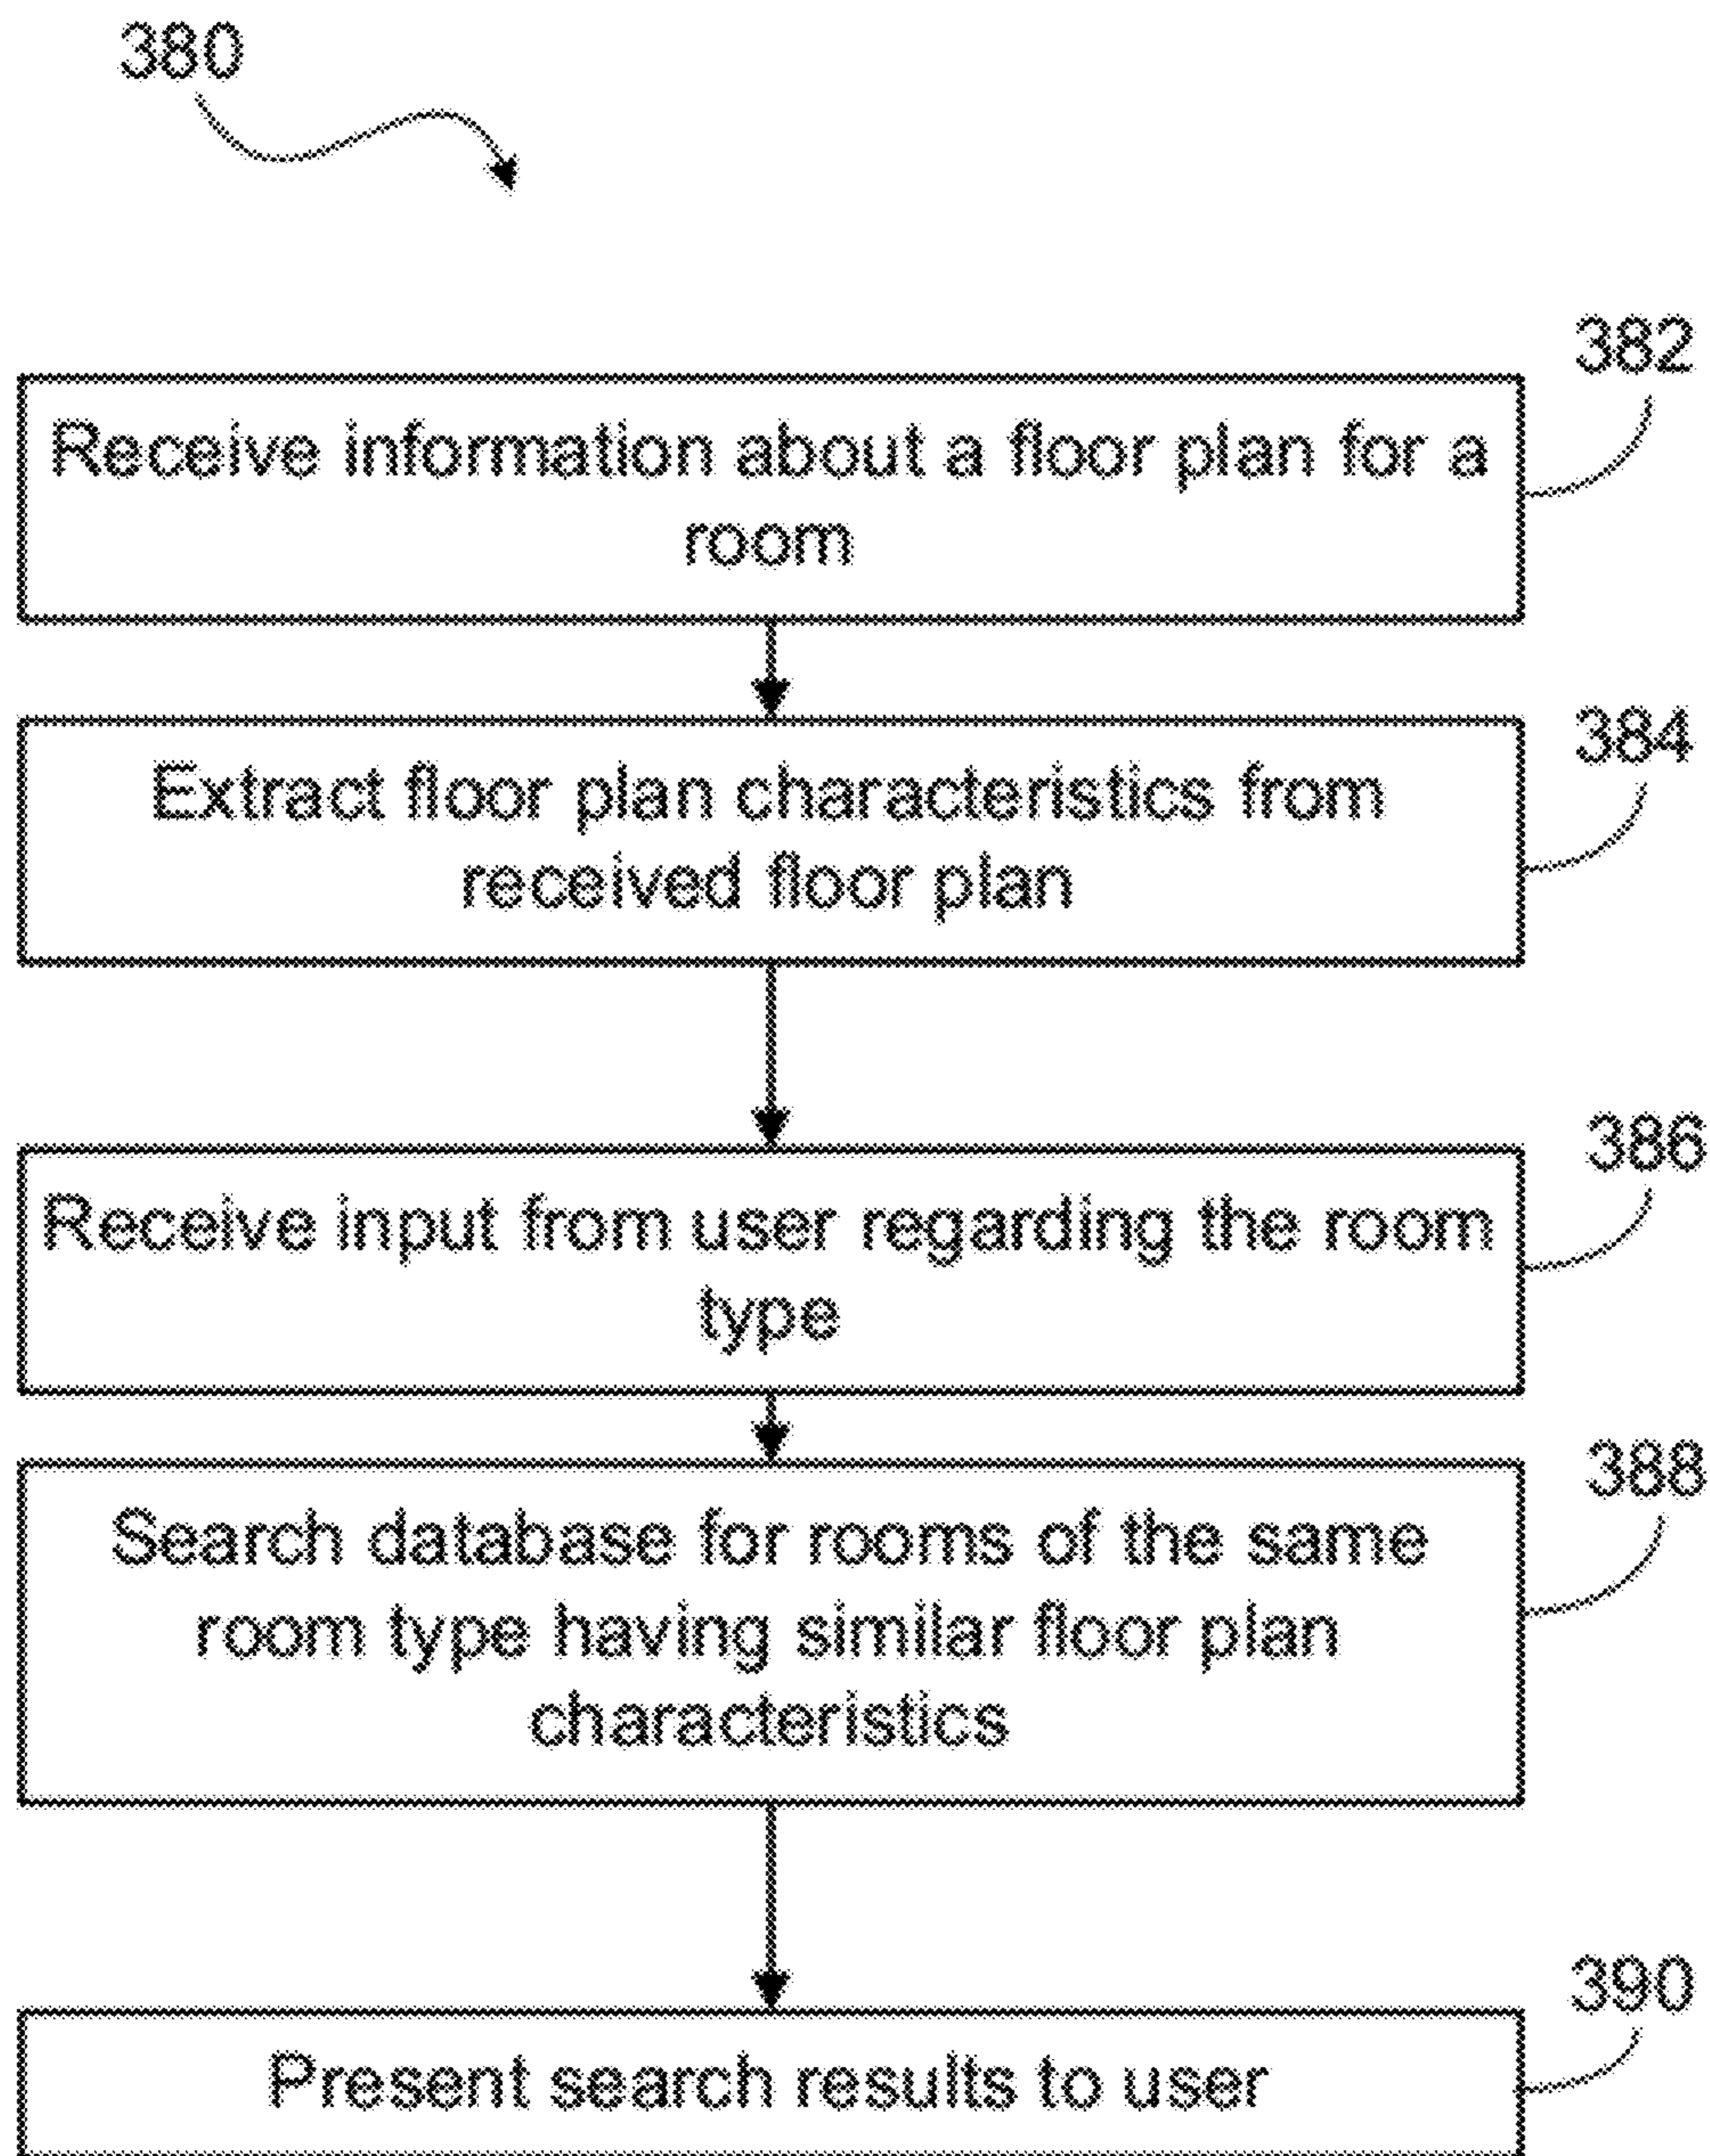 380
382
Receive information about a floor plan for a
room
384
Extract floor plan characteristics from
received floor plan
386
Receive input from user regarding the room
type
388
Search database for rooms of the same
room type having similar floor plan
characteristics
390
Present search results to user